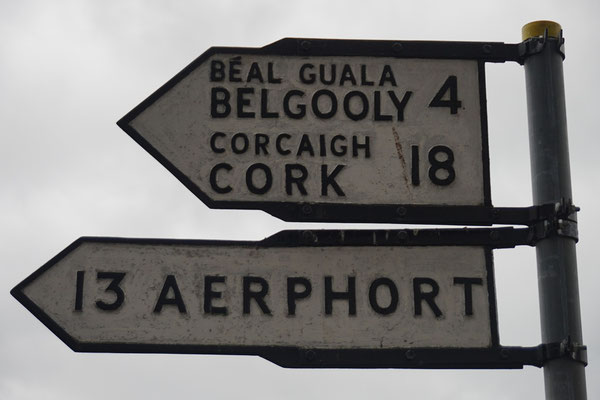 BÉAL GUALA
BELGOOLY 4
CORCAIGH
CORK 18
13 AERPHORT